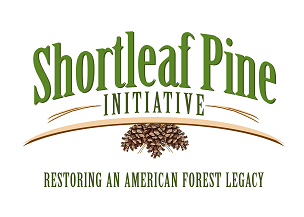 Shortleaf Pine
INITIATIVE
RESTORING AN AMERICAN FOREST LEGACY